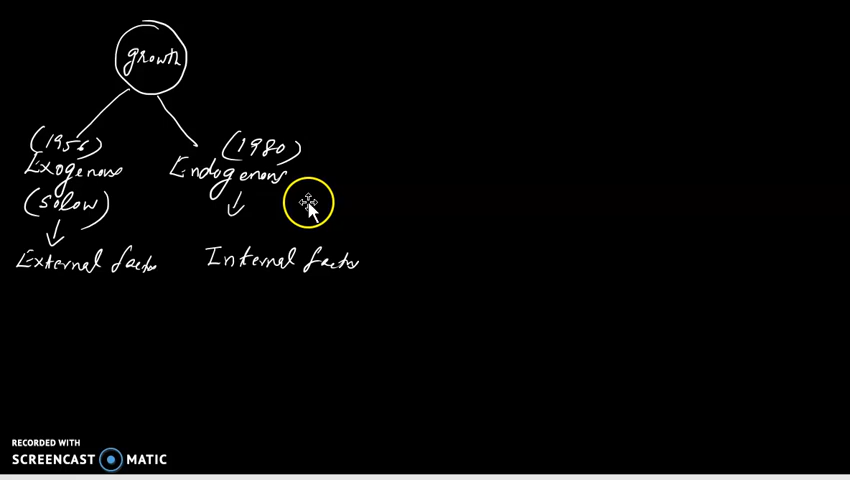 growth
(1956)
(1980)
Exogenous
Endogenous
(Solow)
External factor
Internal factor
RECORDED WITH
SCREENCAST MATIC